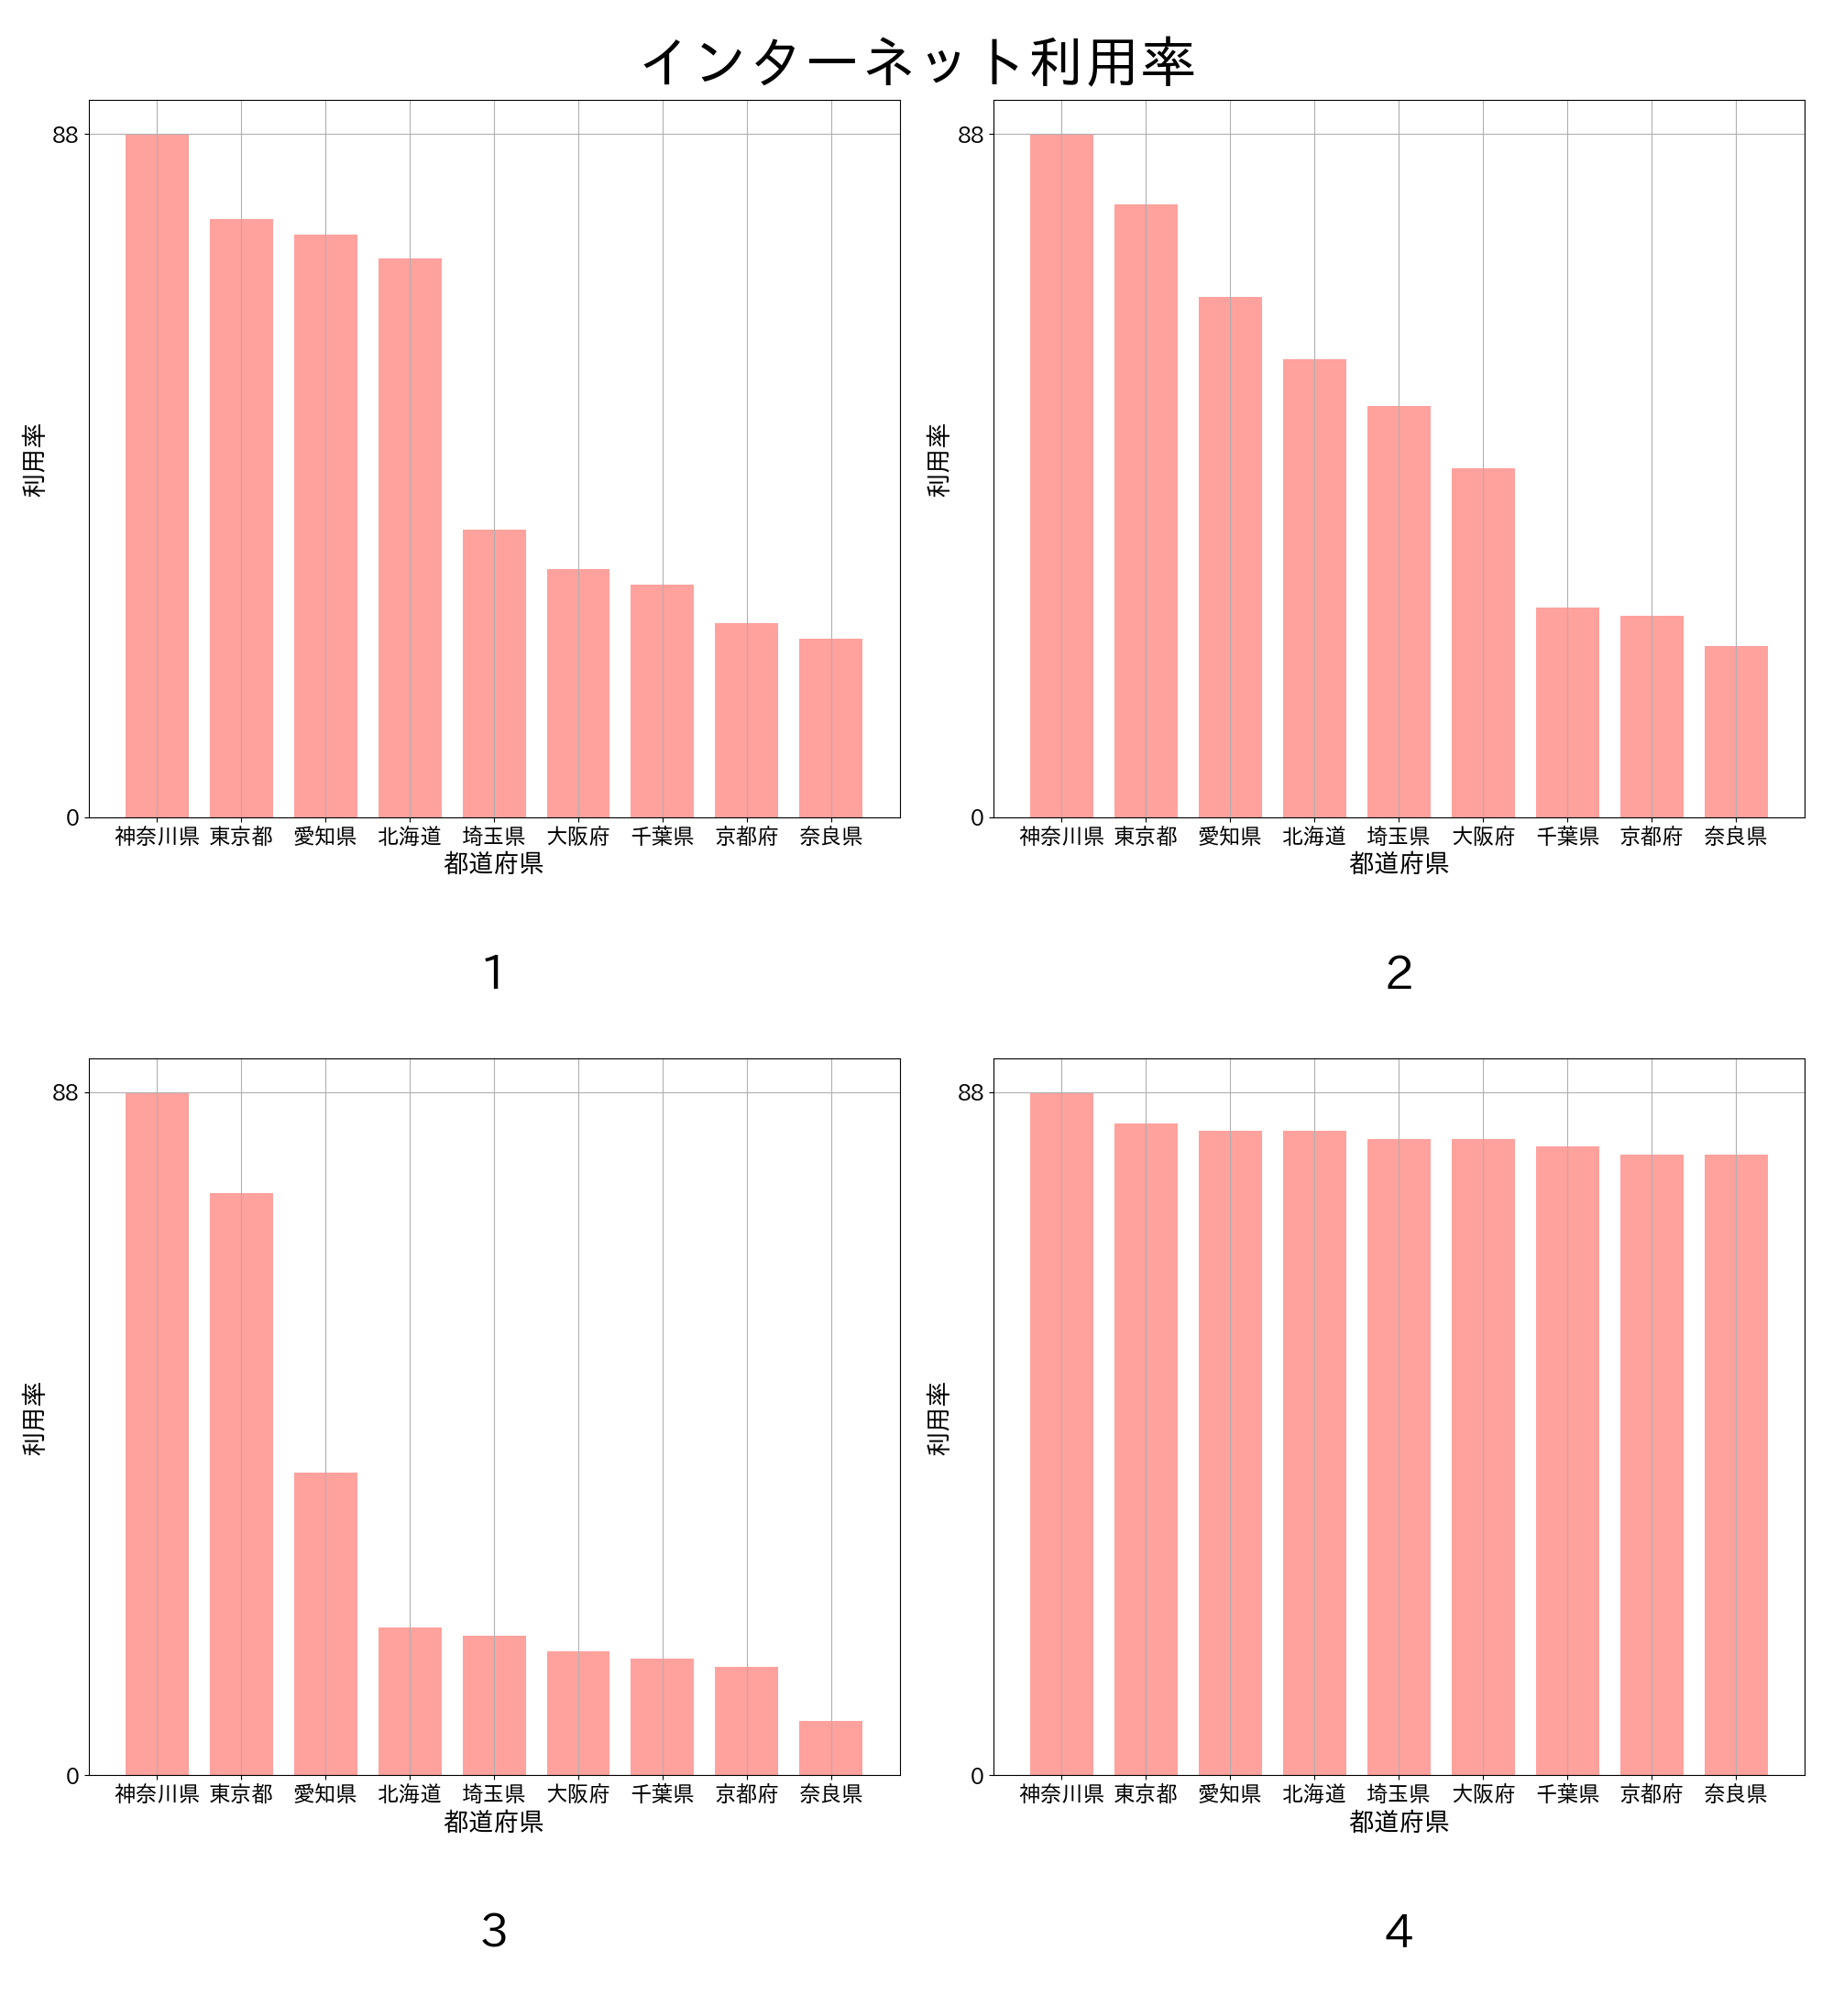 インターネット利用率
88
0
利用率
神奈川県 東京都 愛知県 北海道 埼玉県 大阪府 千葉県 京都府 奈良県
都道府県
1
88
0
利用率
神奈川県 東京都 愛知県 北海道 埼玉県 大阪府 千葉県 京都府 奈良県
都道府県
2
88
0
利用率
神奈川県 東京都 愛知県 北海道 埼玉県 大阪府 千葉県 京都府 奈良県
都道府県
3
88
0
利用率
神奈川県 東京都 愛知県 北海道 埼玉県 大阪府 千葉県 京都府 奈良県
都道府県
4